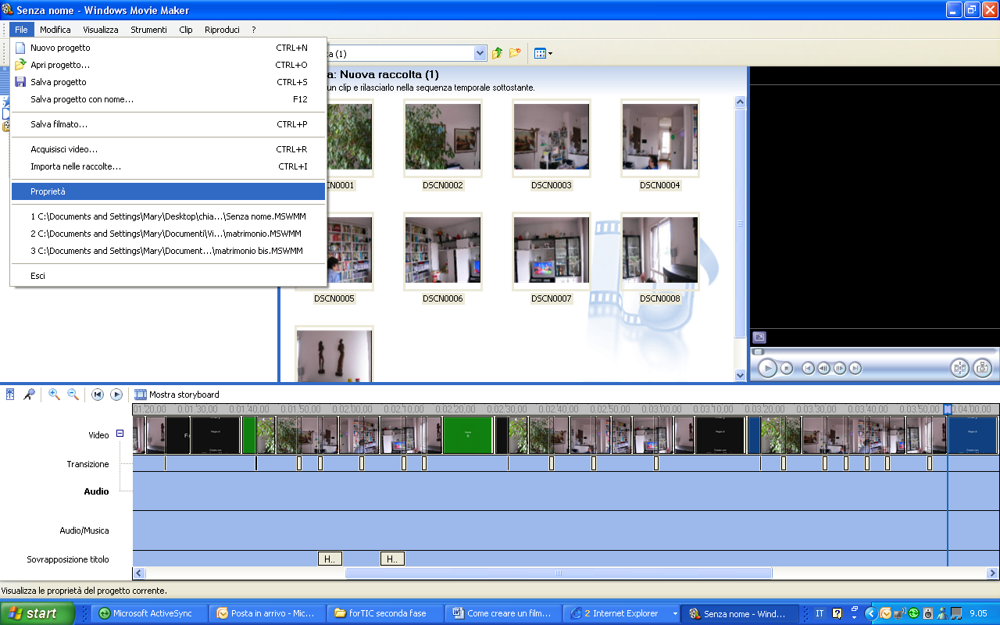 Senza nome - Windows Movie Maker
File Modifica Visualizza Strumenti Clip Riproduci ?
Nuovo progetto CTRL+N
Apri progetto... CTRL+O
Salva progetto CTRL+S
Salva progetto con nome... F12
Salva filmato... CTRL+P
Acquisisci video... CTRL+R
Importa nelle raccolte... CTRL+I
Proprietà
1 C:\Documents and Settings\Mary\Desktop\chia...\Senza nome.MSWMM
2 C:\Documents and Settings\Mary\Documenti\Vi...\matrimonio.MSWMM
3 C:\Documents and Settings\Mary\Document...\matrimonio bis.MSWMM
Esci
(1)
: Nuova raccolta (1)
un clip e rilasciarlo nella sequenza temporale sottostante.
CN0001 DSCN0002 DSCN0003 DSCN0004
DSCN0005 DSCN0006 DSCN0007 DSCN0008
Mostra storyboard
01.20,00 0.01.30,00 0.01.40,00 0.01.50,00 0.02.00,00 0.02.10,00 0.02.20,00 0.02.30,00 0.02.40,00 0.02.50,00 0.03.00,00 0.03.10,00 0.03.20,00 0.03.30,00 0.03.40,00 0.03.50,00 0.04.00,00
Video
Transizione
Audio
Audio/Musica
Sovrapposizione titolo H.. H..
Visualizza le proprietà del progetto corrente.
start Microsoft ActiveSync Posta in arrivo - Mic... forTIC seconda fase Come creare un film... 2 Internet Explorer Senza nome - Wind... IT 9.05